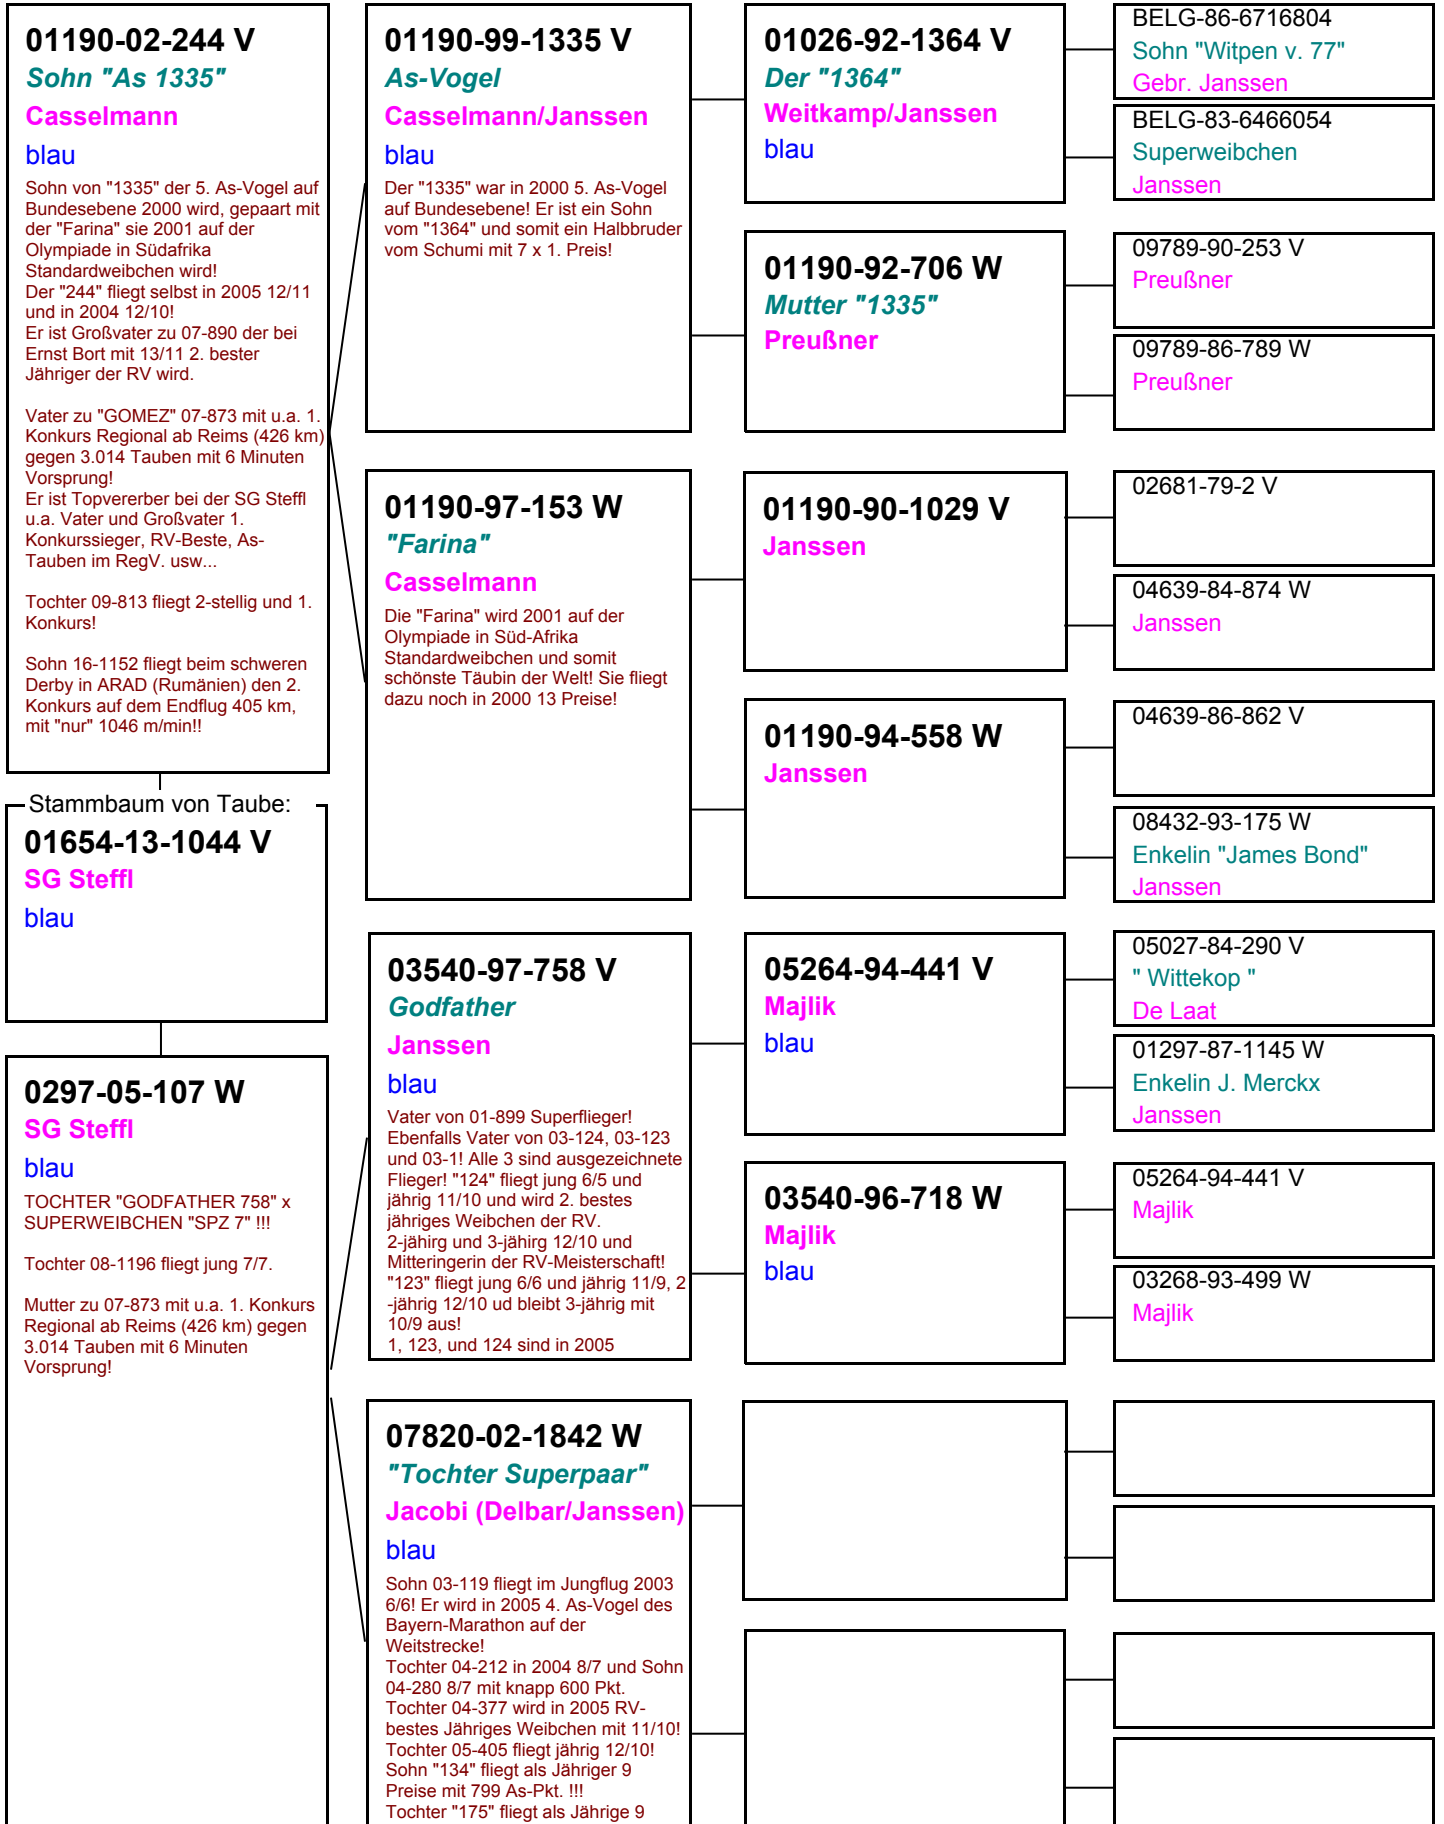 01190-02-244 V
Sohn "As 1335"
Casselmann
blau
Sohn von "1335" der 5. As-Vogel auf
Bundesebene 2000 wird, gepaart mit
der "Farina" sie 2001 auf der
Olympiade in Südafrika
Standardweibchen wird!
Der "244" fliegt selbst in 2005 12/11
und in 2004 12/10!
Er ist Großvater zu 07-890 der bei
Ernst Bort mit 13/11 2. bester
Jähriger der RV wird.
Vater zu "GOMEZ" 07-873 mit u.a. 1.
Konkurs Regional ab Reims (426 km)
gegen 3.014 Tauben mit 6 Minuten
Vorsprung!
Er ist Topvererber bei der SG Steffl
u.a. Vater und Großvater 1.
Konkurssieger, RV-Beste, As-
Tauben im RegV. usw...
Tochter 09-813 fliegt 2-stellig und 1.
Konkurs!
Sohn 16-1152 fliegt beim schweren
Derby in ARAD (Rumänien) den 2.
Konkurs auf dem Endflug 405 km,
mit "nur" 1046 m/min!!
Stammbaum von Taube:
01654-13-1044 V
SG Steffl
blau
0297-05-107 W
SG Steffl
blau
TOCHTER "GODFATHER 758" x
SUPERWEIBCHEN "SPZ 7" !!!
Tochter 08-1196 fliegt jung 7/7.
Mutter zu 07-873 mit u.a. 1. Konkurs
Regional ab Reims (426 km) gegen
3.014 Tauben mit 6 Minuten
Vorsprung!
01190-99-1335 V
As-Vogel
Casselmann/Janssen
blau
Der "1335" war in 2000 5. As-Vogel
auf Bundesebene! Er ist ein Sohn
vom "1364" und somit ein Halbbruder
vom Schumi mit 7 x 1. Preis!
01190-97-153 W
"Farina"
Casselmann
Die "Farina" wird 2001 auf der
Olympiade in Süd-Afrika
Standardweibchen und somit
schönste Täubin der Welt! Sie fliegt
dazu noch in 2000 13 Preise!
03540-97-758 V
Godfather
Janssen
blau
Vater von 01-899 Superflieger!
Ebenfalls Vater von 03-124, 03-123
und 03-1! Alle 3 sind ausgezeichnete
Flieger! "124" fliegt jung 6/5 und
jährig 11/10 und wird 2. bestes
jähriges Weibchen der RV.
2-jähirg und 3-jähirg 12/10 und
Mitteringerin der RV-Meisterschaft!
"123" fliegt jung 6/6 und jährig 11/9, 2
-jährig 12/10 ud bleibt 3-jährig mit
10/9 aus!
1, 123, und 124 sind in 2005
07820-02-1842 W
"Tochter Superpaar"
Jacobi (Delbar/Janssen)
blau
Sohn 03-119 fliegt im Jungflug 2003
6/6! Er wird in 2005 4. As-Vogel des
Bayern-Marathon auf der
Weitstrecke!
Tochter 04-212 in 2004 8/7 und Sohn
04-280 8/7 mit knapp 600 Pkt.
Tochter 04-377 wird in 2005 RV-
bestes Jähriges Weibchen mit 11/10!
Tochter 05-405 fliegt jährig 12/10!
Sohn "134" fliegt als Jähriger 9
Preise mit 799 As-Pkt. !!!
Tochter "175" fliegt als Jährige 9
01026-92-1364 V
Der "1364"
Weitkamp/Janssen
blau
01190-92-706 W
Mutter "1335"
Preußner
01190-90-1029 V
Janssen
01190-94-558 W
Janssen
05264-94-441 V
Majlik
blau
03540-96-718 W
Majlik
blau
BELG-86-6716804
Sohn "Witpen v. 77"
Gebr. Janssen
BELG-83-6466054
Superweibchen
Janssen
09789-90-253 V
Preußner
09789-86-789 W
Preußner
02681-79-2 V
04639-84-874 W
Janssen
04639-86-862 V
08432-93-175 W
Enkelin "James Bond"
Janssen
05027-84-290 V
" Wittekop "
De Laat
01297-87-1145 W
Enkelin J. Merckx
Janssen
05264-94-441 V
Majlik
03268-93-499 W
Majlik